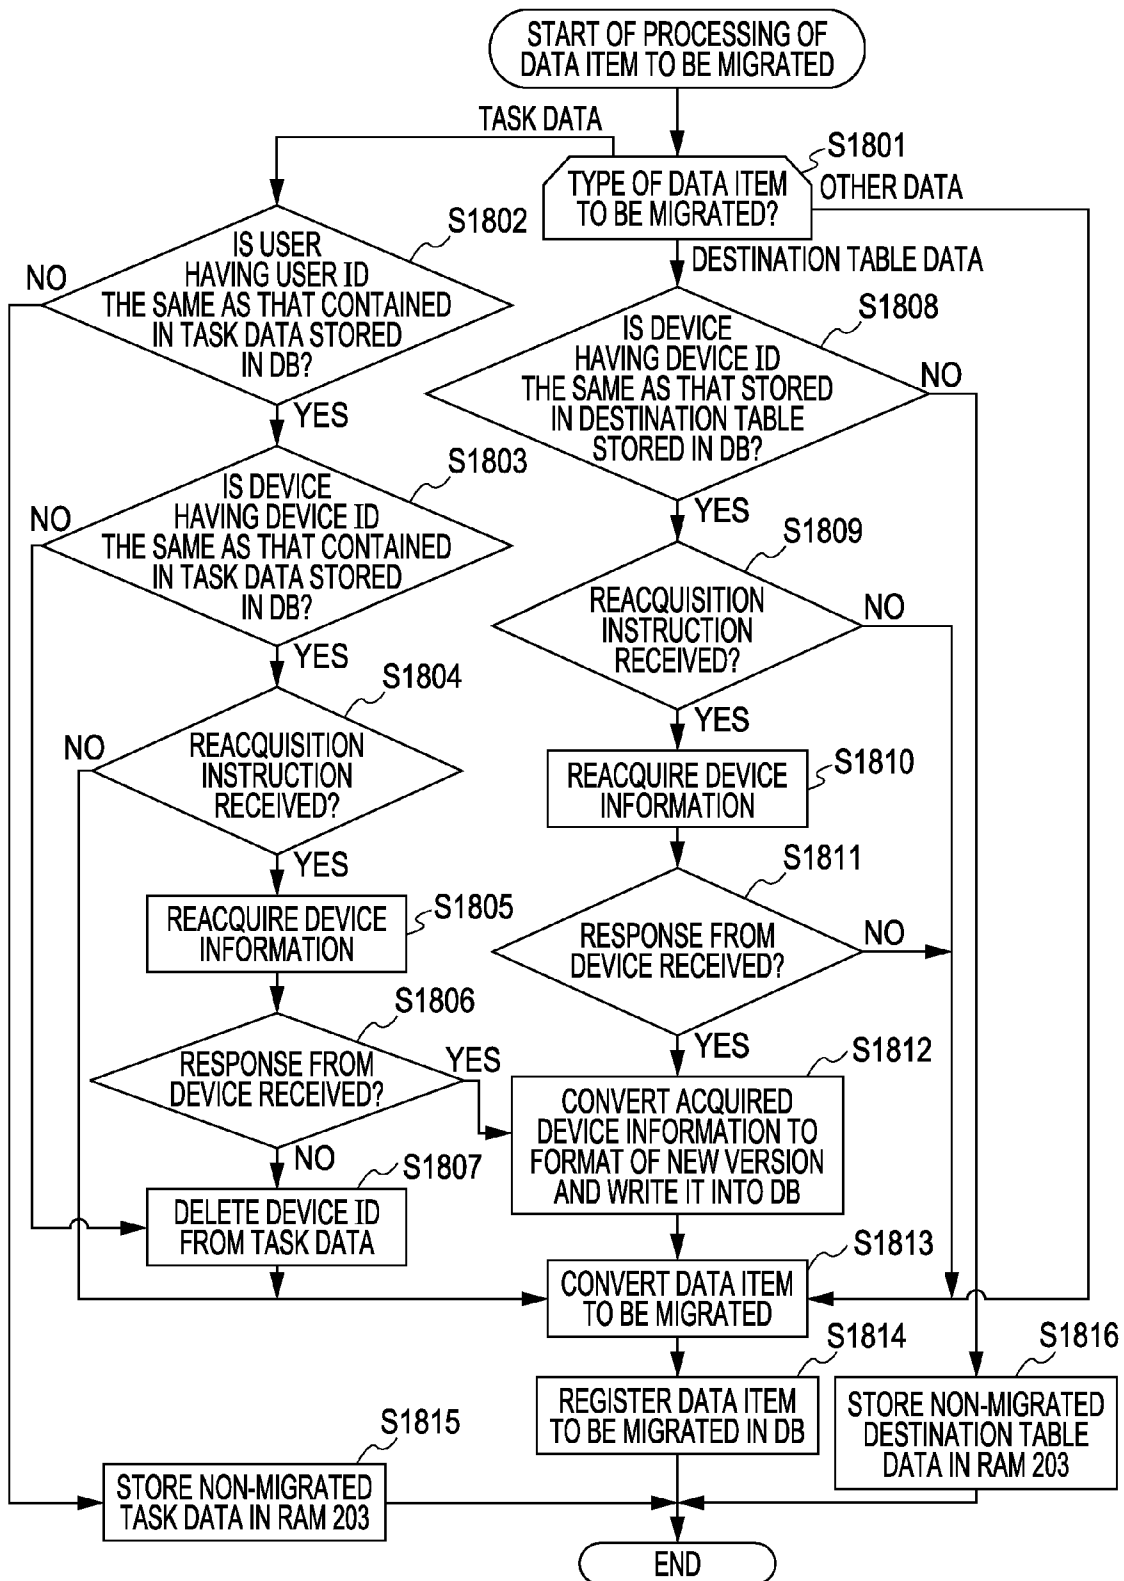 START OF PROCESSING OF
DATA ITEM TO BE MIGRATED
TASK DATA
S1801
TYPE OF DATA ITEM
TO BE MIGRATED?
OTHER DATA
DESTINATION TABLE DATA
S1802
IS USER
HAVING USER ID
THE SAME AS THAT CONTAINED
IN TASK DATA STORED
IN DB?
NO
YES
S1808
IS DEVICE
HAVING DEVICE ID
THE SAME AS THAT STORED
IN DESTINATION TABLE
STORED IN DB?
NO
YES
S1803
IS DEVICE
HAVING DEVICE ID
THE SAME AS THAT CONTAINED
IN TASK DATA STORED
IN DB?
NO
YES
S1809
REACQUISITION
INSTRUCTION
RECEIVED?
NO
YES
S1804
REACQUISITION
INSTRUCTION
RECEIVED?
NO
YES
S1810
REACQUIRE DEVICE
INFORMATION
S1805
REACQUIRE DEVICE
INFORMATION
S1811
RESPONSE FROM
DEVICE RECEIVED?
NO
YES
S1806
RESPONSE FROM
DEVICE RECEIVED?
YES
NO
S1812
CONVERT ACQUIRED
DEVICE INFORMATION TO
FORMAT OF NEW VERSION
AND WRITE IT INTO DB
S1807
DELETE DEVICE ID
FROM TASK DATA
S1813
CONVERT DATA ITEM
TO BE MIGRATED
S1814
REGISTER DATA ITEM
TO BE MIGRATED IN DB
S1816
STORE NON-MIGRATED
DESTINATION TABLE
DATA IN RAM 203
S1815
STORE NON-MIGRATED
TASK DATA IN RAM 203
END